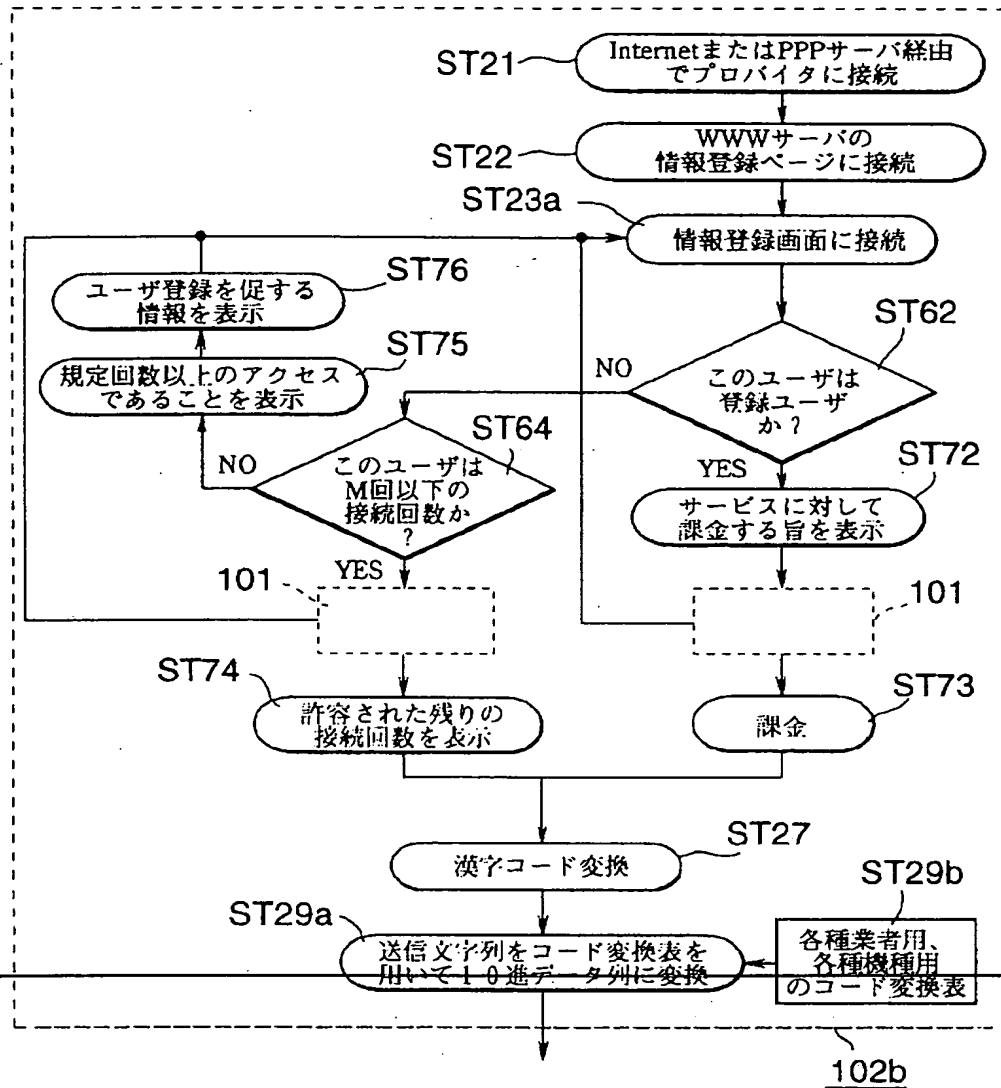 ST21
InternetまたはPPPサーバ経由
でプロバイタに接続
ST22
WWWサーバの
情報登録ページに接続
ST23a
情報登録画面に接続
ST76
ユーザ登録を促する
情報を表示
ST62
このユーザは
登録ユーザ
か?
NO
ST75
規定回数以上のアクセス
であることを表示
ST64
このユーザは
M回以下の
接続回数か
?
NO
YES
ST72
サービスに対して
課金する旨を表示
YES
101
101
ST74
許容された残りの
接続回数を表示
ST73
課金
ST27
漢字コード変換
ST29a
送信文字列をコード変換表を
用いて10進データ列に変換
ST29b
各種業者用、
各種機種用
のコード変換表
102b